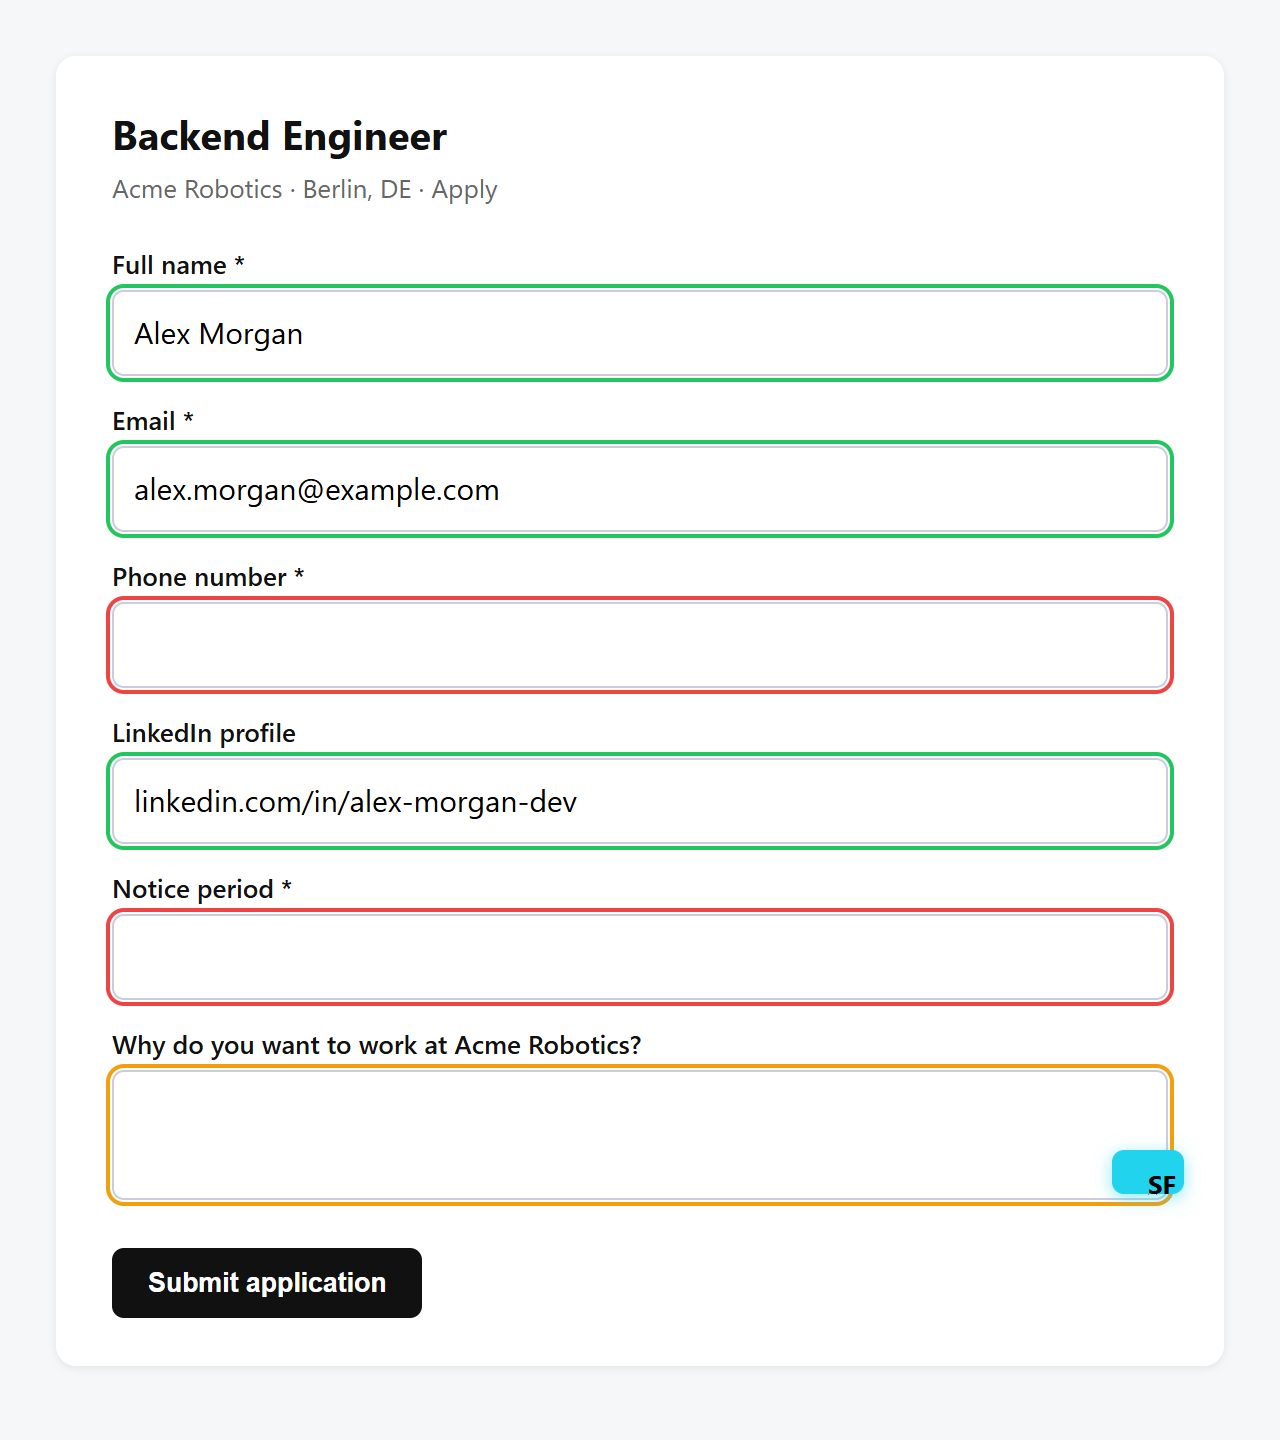 Backend Engineer
Acme Robotics · Berlin, DE · Apply
Full name *
Alex Morgan
Email *
alex.morgan@example.com
Phone number *
LinkedIn profile
linkedin.com/in/alex-morgan-dev
Notice period *
Why do you want to work at Acme Robotics?
SF
Submit application